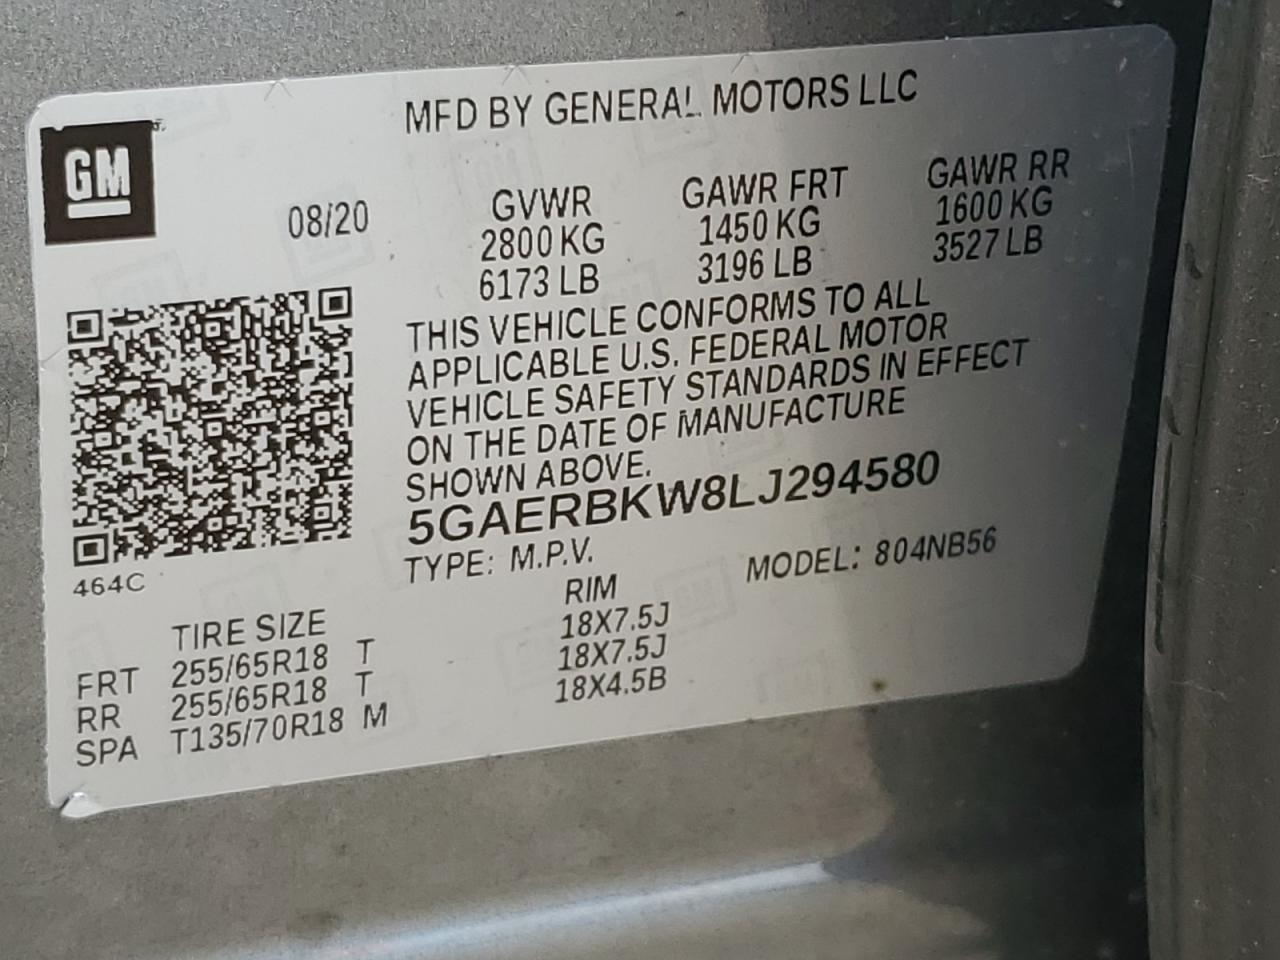 MFD BY GENERAL MOTORS LLC
GM
08/20
GVWR GAWR FRT GAWR RR
2800 KG 1450 KG 1600 KG
6173 LB 3196 LB 3527 LB
THIS VEHICLE CONFORMS TO ALL
APPLICABLE U.S. FEDERAL MOTOR
VEHICLE SAFETY STANDARDS IN EFFECT
ON THE DATE OF MANUFACTURE
SHOWN ABOVE.
5GAERBKW8LJ294580
TYPE: M.P.V. MODEL: 804NB56
464C
TIRE SIZE RIM
FRT 255/65R18 T 18X7.5J
RR 255/65R18 T 18X7.5J
SPA T135/70R18 M 18X4.5B